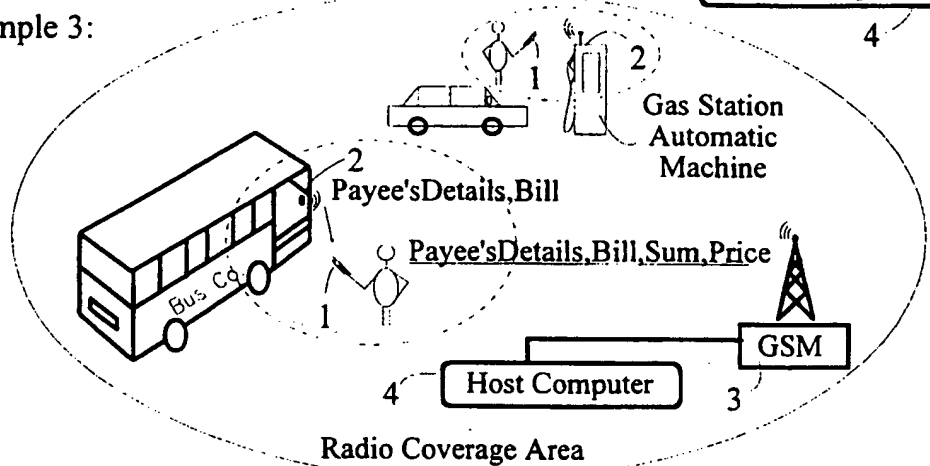 mple 3:
4
1
2
Gas Station
Automatic
Machine
2
Payee'sDetails,Bill
Payee'sDetails,Bill,Sum,Price
Bus Co.
1
GSM
4
Host Computer
3
Radio Coverage Area